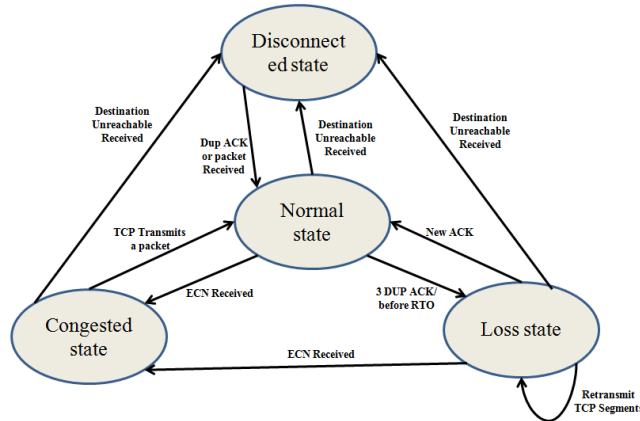 Disconnect
ed state
Destination
Unreachable
Received
Destination
Unreachable
Received
Destination
Unreachable
Received
Dup ACK
or packet
Received
Normal
state
TCP Transmits
a packet
New ACK
ECN Received
3 DUP ACK/
before RTO
Congested
state
Loss state
ECN Received
Retransmit
TCP Segments